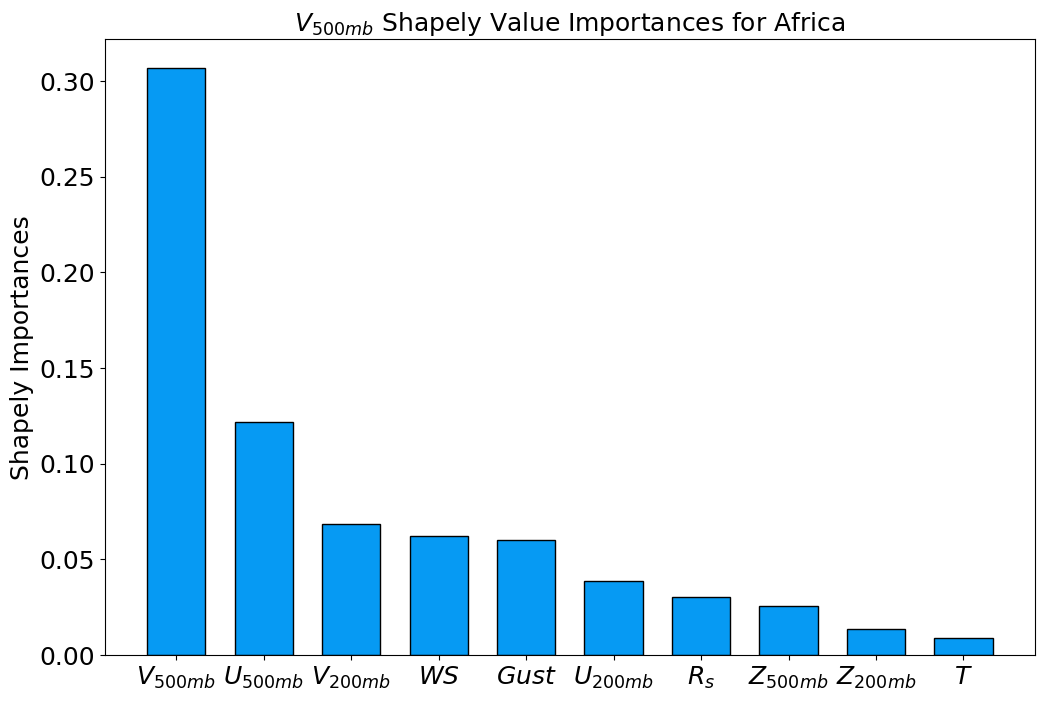 V500mb Shapely Value Importances for Africa
Shapely Importances
0.30
0.25
0.20
0.15
0.10
0.05
0.00
V500mb U500mb V200mb WS Gust U200mb Rs Z500mb Z200mb T